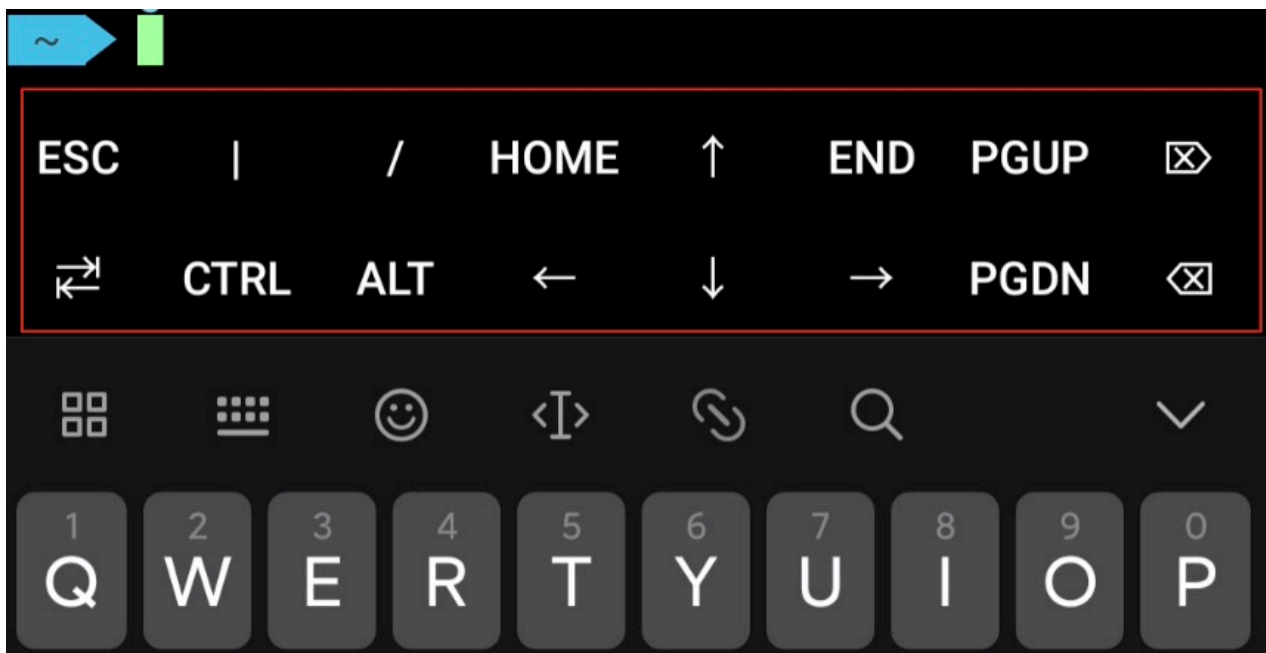 ~
ESC | / HOME ↑ END PGUP ⌦
CTRL ALT ← ↓ → PGDN ⌫
1 2 3 4 5 6 7 8 9 0
Q W E R T Y U I O P